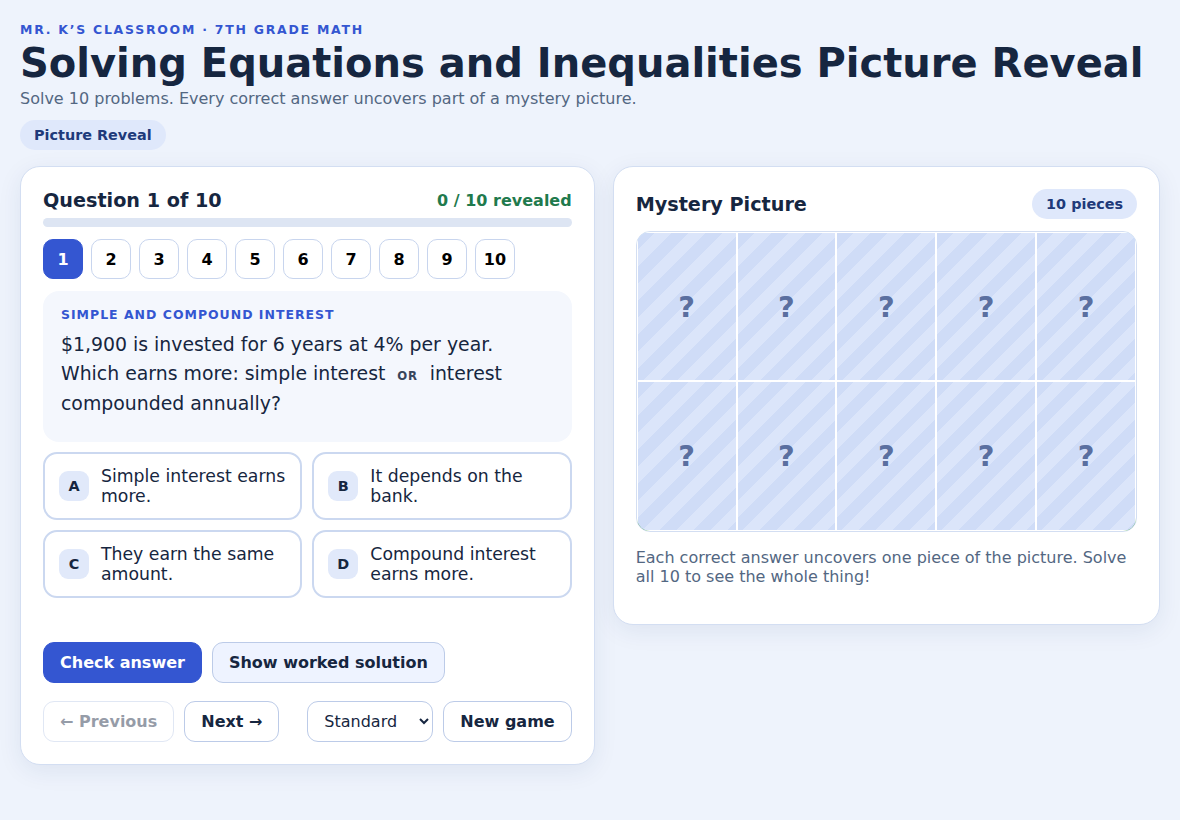 MR. K’S CLASSROOM · 7TH GRADE MATH
Solving Equations and Inequalities Picture Reveal
Solve 10 problems. Every correct answer uncovers part of a mystery picture.
Picture Reveal
Question 1 of 10
0 / 10 revealed
1 2 3 4 5 6 7 8 9 10
SIMPLE AND COMPOUND INTEREST
$1,900 is invested for 6 years at 4% per year.
Which earns more: simple interest OR interest
compounded annually?
A Simple interest earns
more.
B It depends on the
bank.
C They earn the same
amount.
D Compound interest
earns more.
Check answer
Show worked solution
← Previous
Next →
Standard
New game
Mystery Picture
10 pieces
? ? ? ? ?
? ? ? ? ?
Each correct answer uncovers one piece of the picture. Solve
all 10 to see the whole thing!